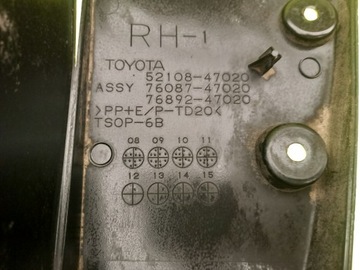 RH-1
TOYOTA
52108-47020
ASSY 76087-47020
76892-47020
>PP+E/P-TD20<
TSOP-6B
08 09 10 11
12 13 14 15